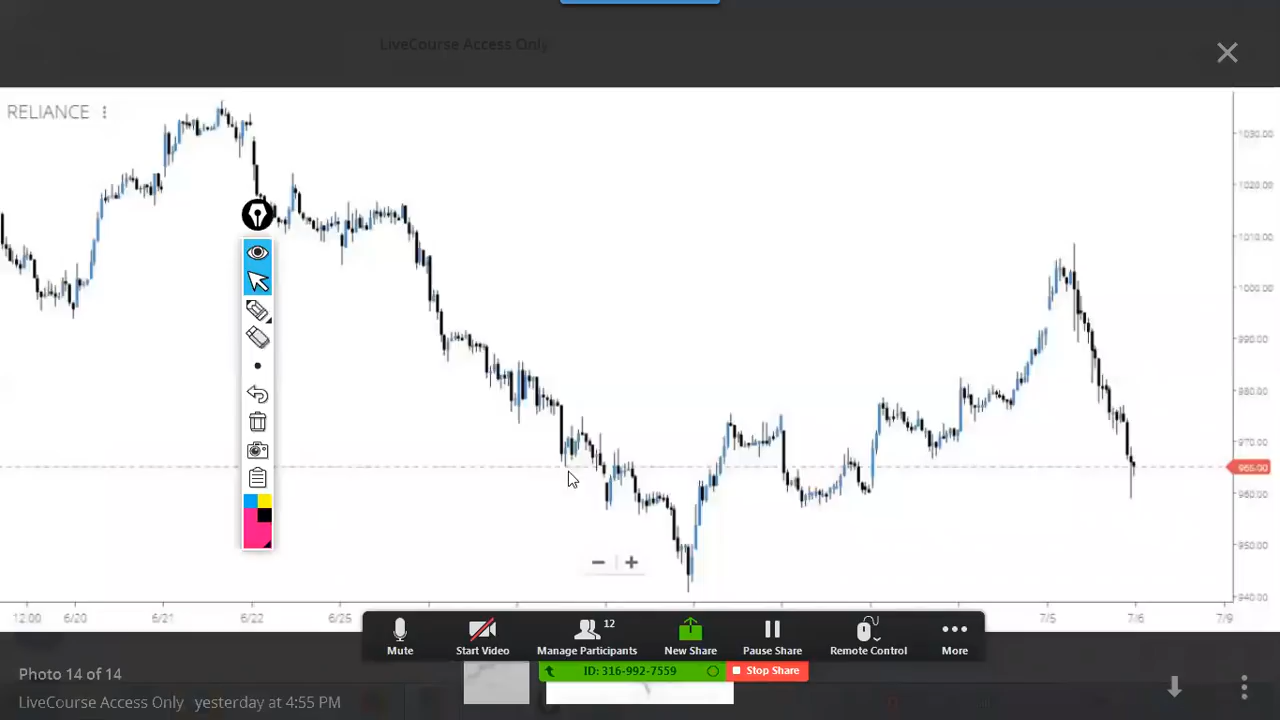 LiveCourse Access Only
RELIANCE
1030.00
1020.00
1010.00
1000.00
990.00
980.00
970.00
965.00
960.00
950.00
940.00
12:00 6/20 6/21 6/22 6/25 7/5 7/6 7/9
12
Mute Start Video Manage Participants New Share Pause Share Remote Control More
ID: 316-992-7559 Stop Share
Photo 14 of 14
LiveCourse Access Only yesterday at 4:55 PM